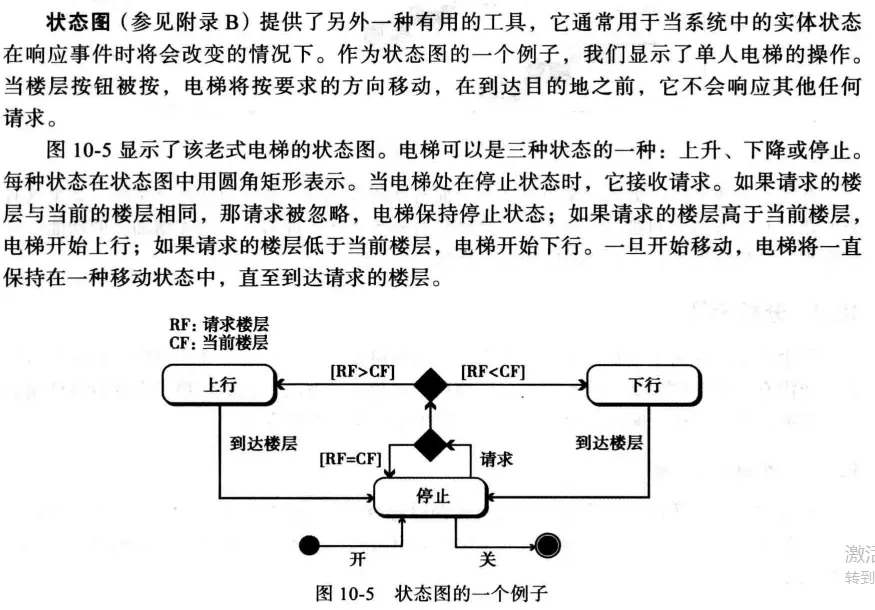 状态图（参见附录B）提供了另外一种有用的工具，它通常用于当系统中的实体状态
在响应事件时将会改变的情况下。作为状态图的一个例子，我们显示了单人电梯的操作。
当楼层按钮被按，电梯将按要求的方向移动，在到达目的地之前，它不会响应其他任何
请求。
图 10-5 显示了该老式电梯的状态图。电梯可以是三种状态的一种：上升、下降或停止。
每种状态在状态图中用圆角矩形表示。当电梯处在停止状态时，它接收请求。如果请求的楼
层与当前的楼层相同，那请求被忽略，电梯保持停止状态；如果请求的楼层高于当前楼层，
电梯开始上行；如果请求的楼层低于当前楼层，电梯开始下行。一旦开始移动，电梯将一直
保持在一种移动状态中，直至到达请求的楼层。
RF：请求楼层
CF：当前楼层
上行
[RF>CF]
[RF<CF]
下行
到达楼层
[RF=CF]
请求
到达楼层
停止
开
关
图 10-5 状态图的一个例子
转到